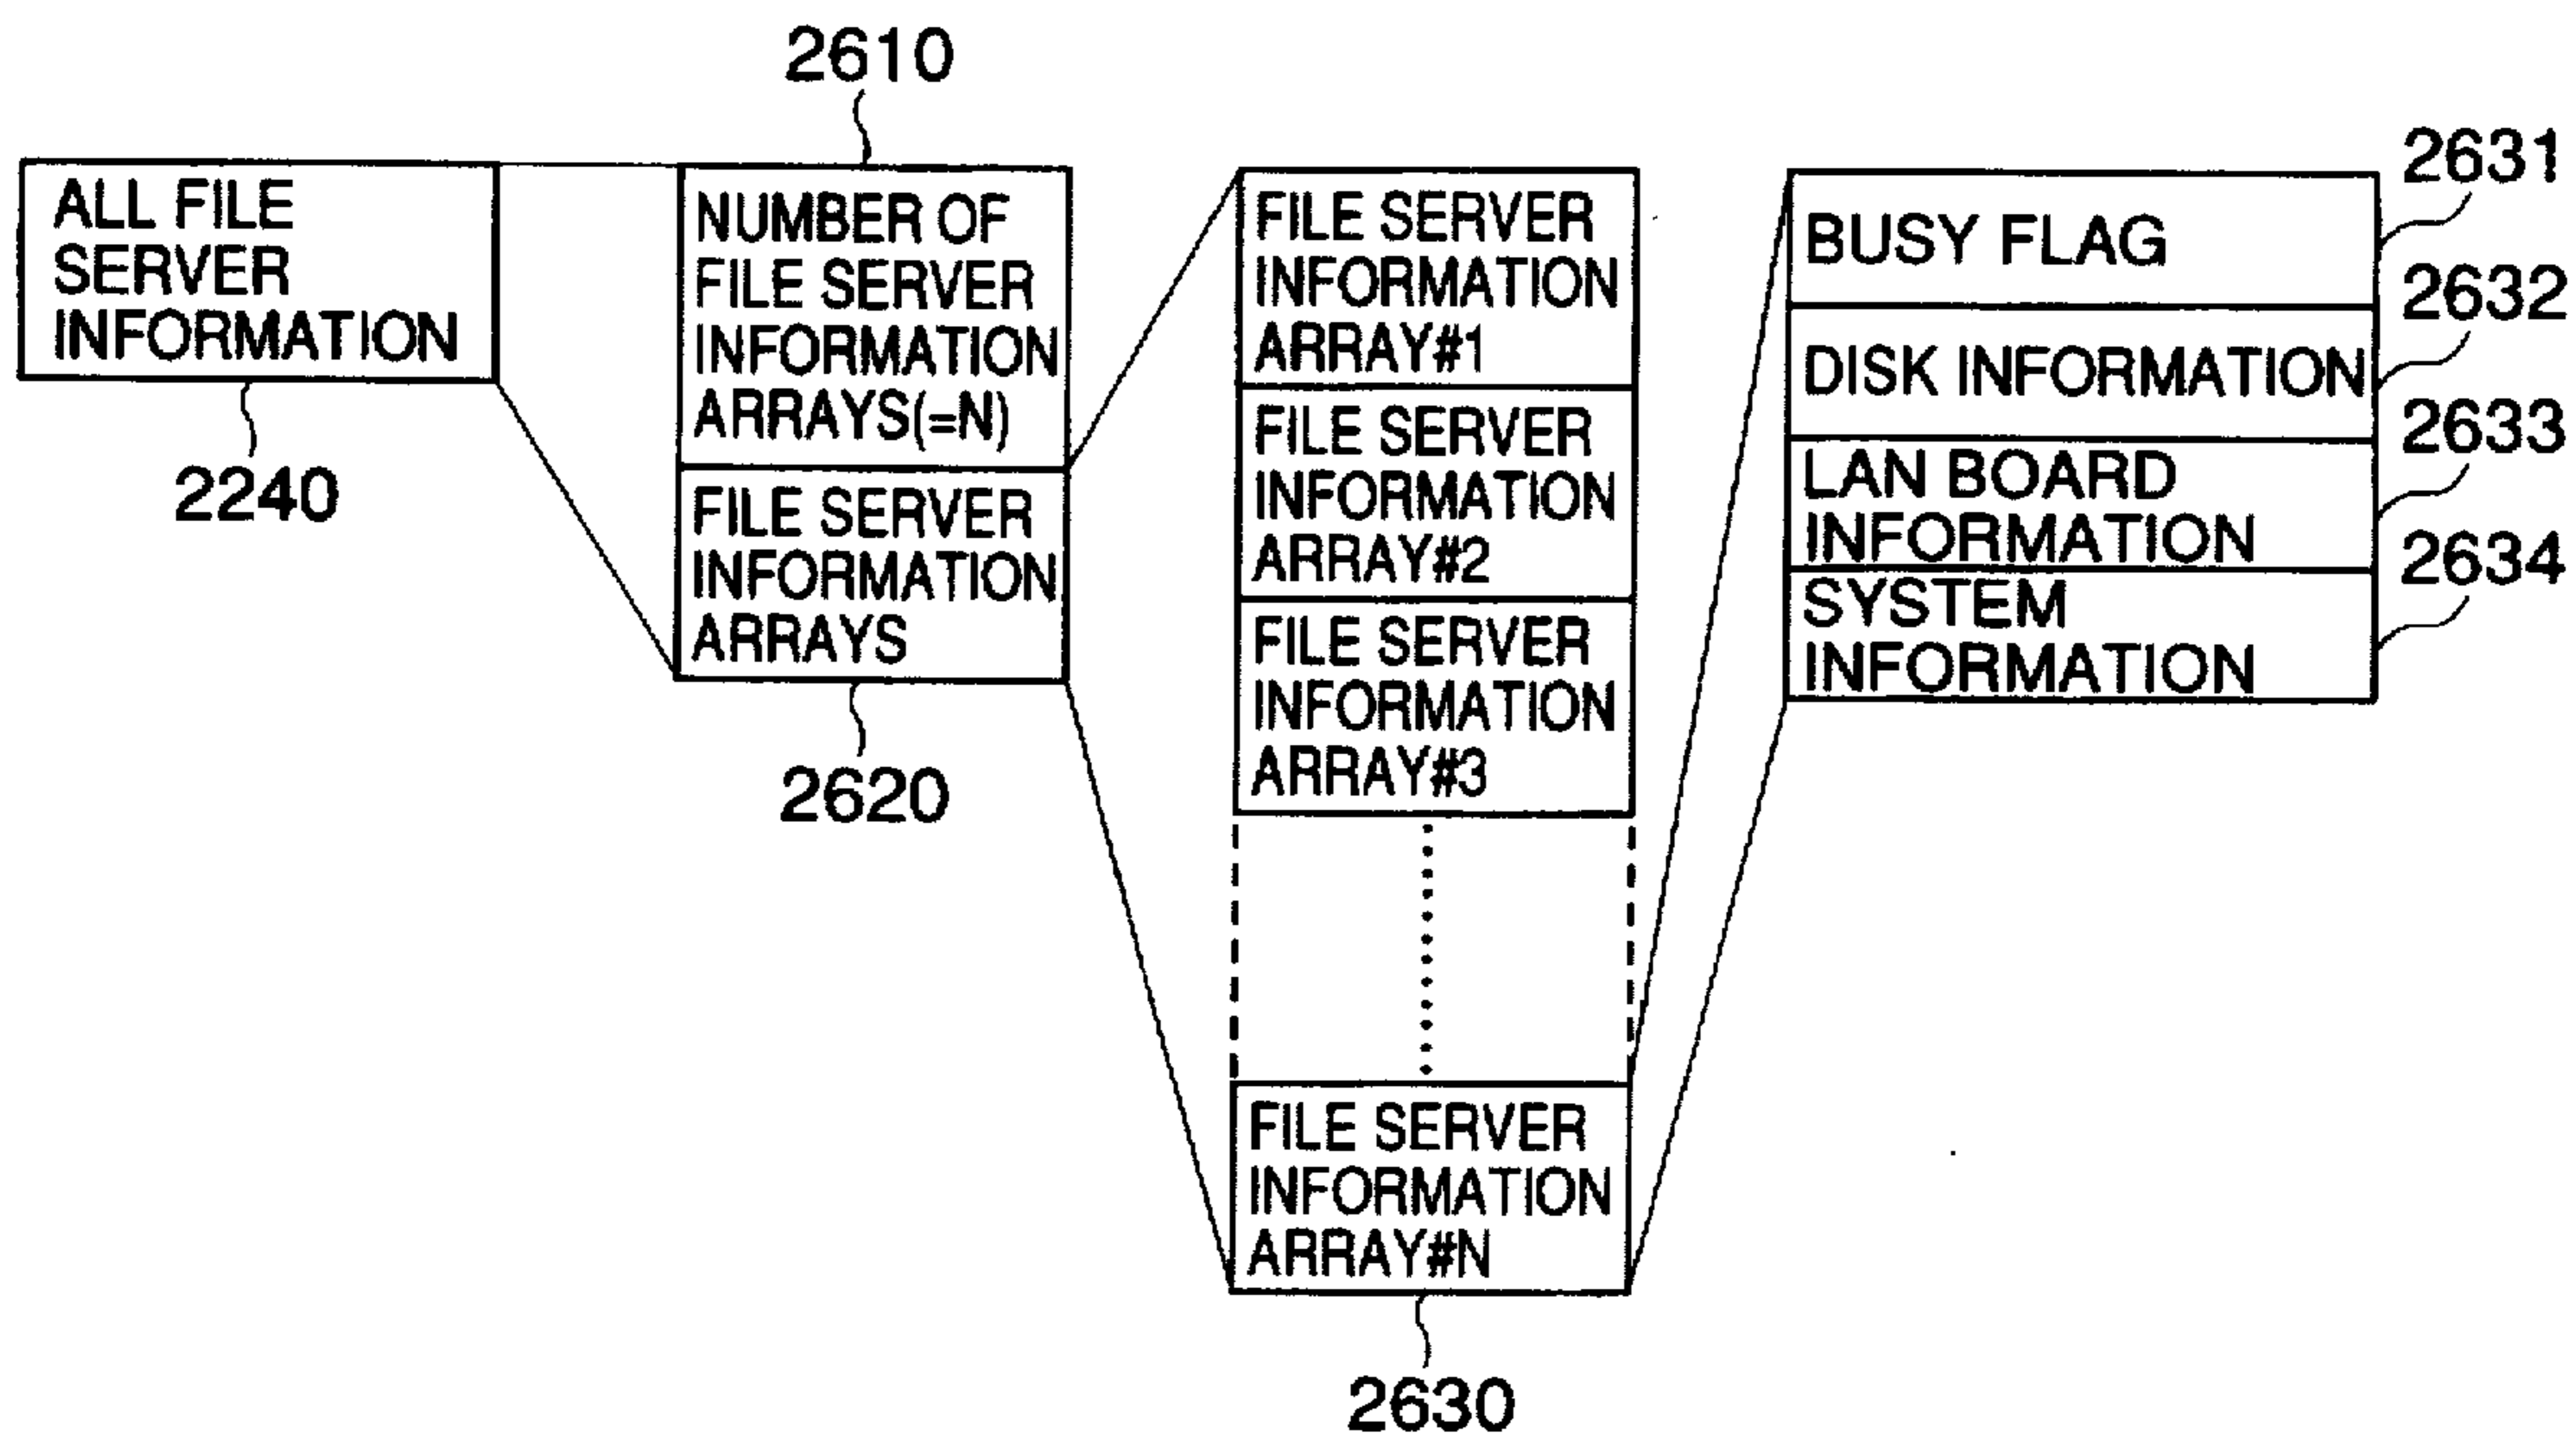 2610
ALL FILE
SERVER
INFORMATION
2240
NUMBER OF
FILE SERVER
INFORMATION
ARRAYS(=N)
FILE SERVER
INFORMATION
ARRAYS
2620
FILE SERVER
INFORMATION
ARRAY#1
FILE SERVER
INFORMATION
ARRAY#2
FILE SERVER
INFORMATION
ARRAY#3
FILE SERVER
INFORMATION
ARRAY#N
2630
BUSY FLAG
2631
DISK INFORMATION
2632
LAN BOARD
INFORMATION
2633
SYSTEM
INFORMATION
2634